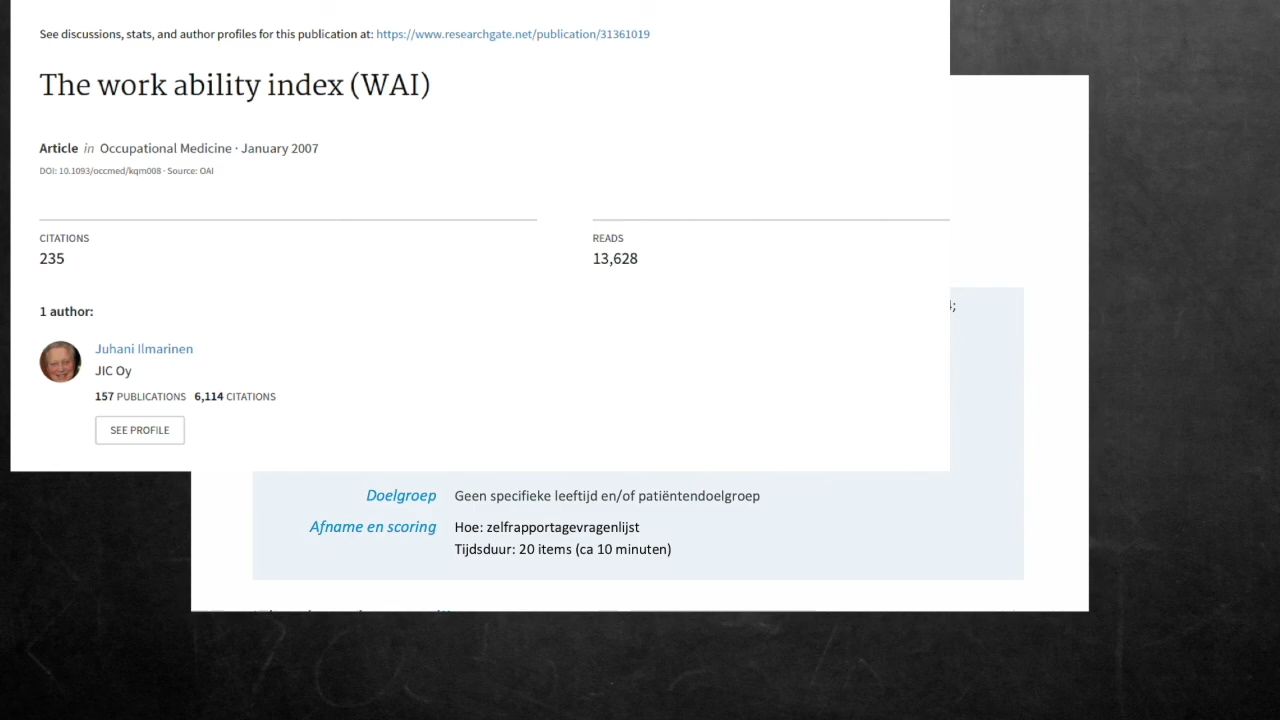 See discussions, stats, and author profiles for this publication at: https://www.researchgate.net/publication/31361019
The work ability index (WAI)
Article in Occupational Medicine · January 2007
DOI: 10.1093/occmed/kqm008 · Source: OAI
CITATIONS
235
READS
13,628
1 author:
Juhani Ilmarinen
JIC Oy
157 PUBLICATIONS 6,114 CITATIONS
SEE PROFILE
Doelgroep Geen specifieke leeftijd en/of patiëntendoelgroep
Afname en scoring Hoe: zelfrapportagevragenlijst
Tijdsduur: 20 items (ca 10 minuten)